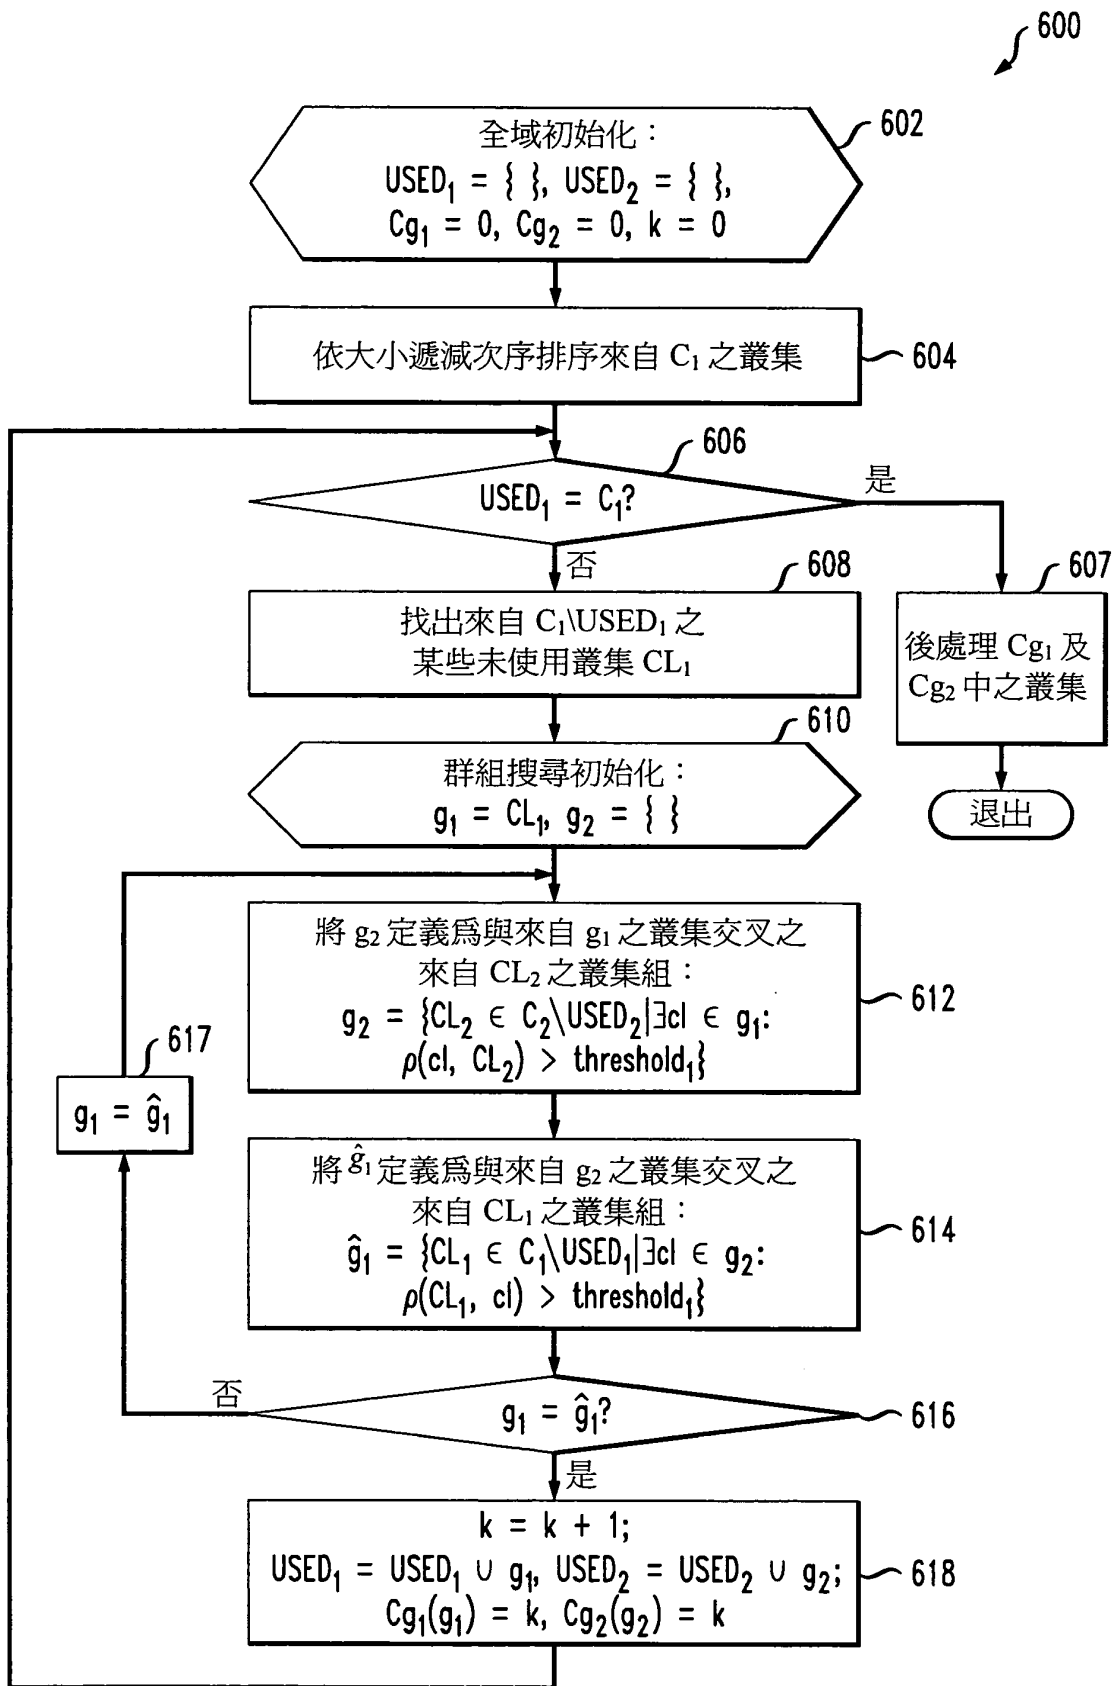 600
602
全域初始化：
USED₁ = { }, USED₂ = { },
Cg₁ = 0, Cg₂ = 0, k = 0
依大小遞減次序排序來自 C₁ 之叢集
604
606
USED₁ = C₁?
是
否
608
607
找出來自 C₁\USED₁ 之
某些未使用叢集 CL₁
後處理 Cg₁ 及
Cg₂ 中之叢集
610
群組搜尋初始化：
g₁ = CL₁, g₂ = { }
退出
將 g₂ 定義爲與來自 g₁ 之叢集交叉之
來自 CL₂ 之叢集組：
g₂ = {CL₂ ∈ C₂\USED₂|∃cl ∈ g₁:
ρ(cl, CL₂) > threshold₁}
612
617
g₁ = ĝ₁
將 ĝ₁ 定義爲與來自 g₂ 之叢集交叉之
來自 CL₁ 之叢集組：
ĝ₁ = {CL₁ ∈ C₁\USED₁|∃cl ∈ g₂:
ρ(CL₁, cl) > threshold₁}
614
否
g₁ = ĝ₁?
616
是
k = k + 1;
USED₁ = USED₁ ∪ g₁, USED₂ = USED₂ ∪ g₂;
Cg₁(g₁) = k, Cg₂(g₂) = k
618